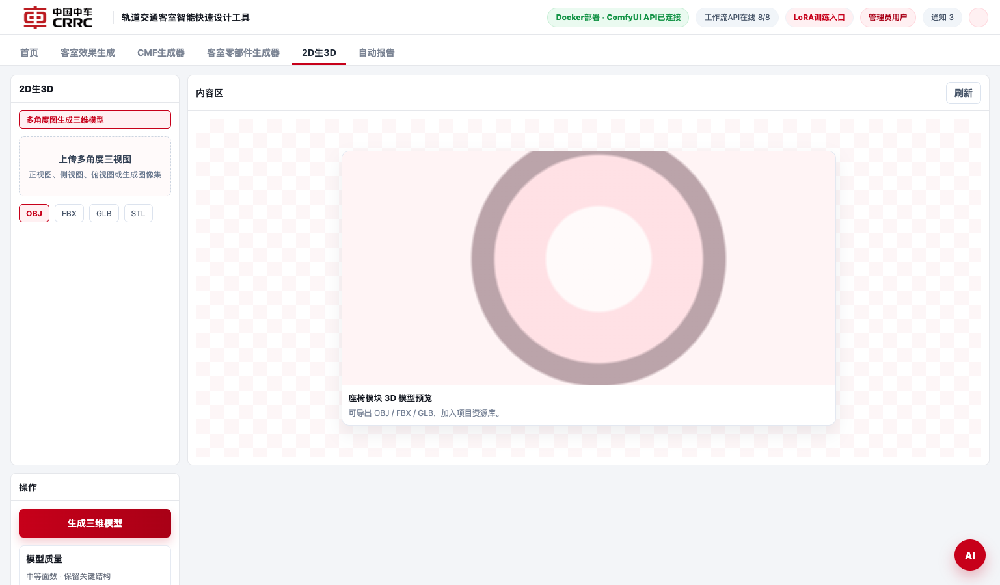 中国中车
CRRC
轨道交通客室智能快速设计工具
Docker部署 · ComfyUI API已连接
工作流API在线 8/8
LoRA训练入口
管理员用户
通知 3
首页
客室效果生成
CMF生成器
客室零部件生成器
2D生3D
自动报告
2D生3D
多角度图生成三维模型
上传多角度三视图
正视图、侧视图、俯视图或生成图像集
OBJ
FBX
GLB
STL
内容区
刷新
座椅模块 3D 模型预览
可导出 OBJ / FBX / GLB，加入项目资源库。
操作
生成三维模型
模型质量
中等面数 · 保留关键结构
AI